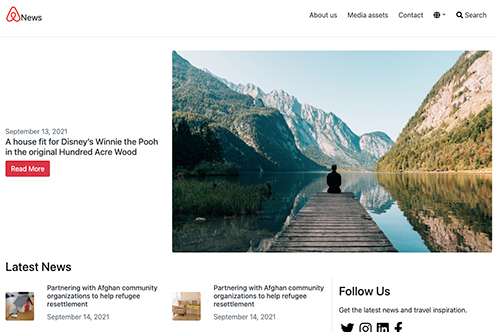 News
About us
Media assets
Contact
Search
September 13, 2021
A house fit for Disney's Winnie the Pooh
in the original Hundred Acre Wood
Read More
Latest News
Partnering with Afghan community
organizations to help refugee
resettlement
September 14, 2021
Partnering with Afghan community
organizations to help refugee
resettlement
September 14, 2021
Follow Us
Get the latest news and travel inspiration.